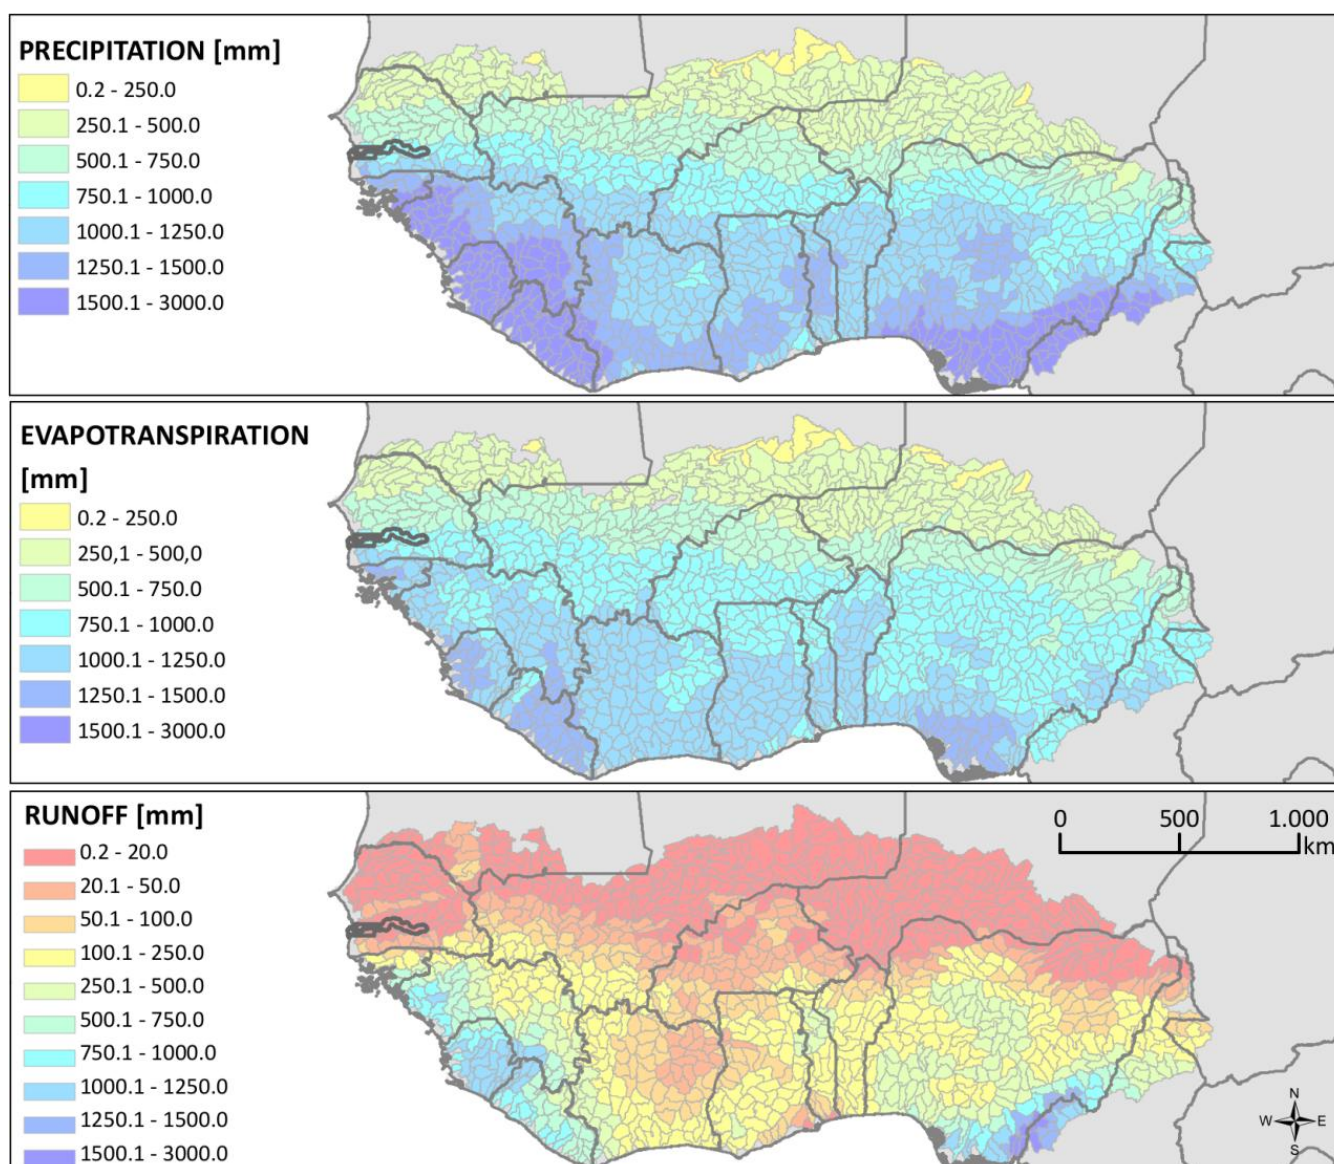 PRECIPITATION [mm]
0.2 - 250.0
250.1 - 500.0
500.1 - 750.0
750.1 - 1000.0
1000.1 - 1250.0
1250.1 - 1500.0
1500.1 - 3000.0
EVAPOTRANSPIRATION
[mm]
0.2 - 250.0
250,1 - 500,0
500.1 - 750.0
750.1 - 1000.0
1000.1 - 1250.0
1250.1 - 1500.0
1500.1 - 3000.0
RUNOFF [mm]
0.2 - 20.0
20.1 - 50.0
50.1 - 100.0
100.1 - 250.0
250.1 - 500.0
500.1 - 750.0
750.1 - 1000.0
1000.1 - 1250.0
1250.1 - 1500.0
1500.1 - 3000.0
0 500 1.000
km
N
W E
S